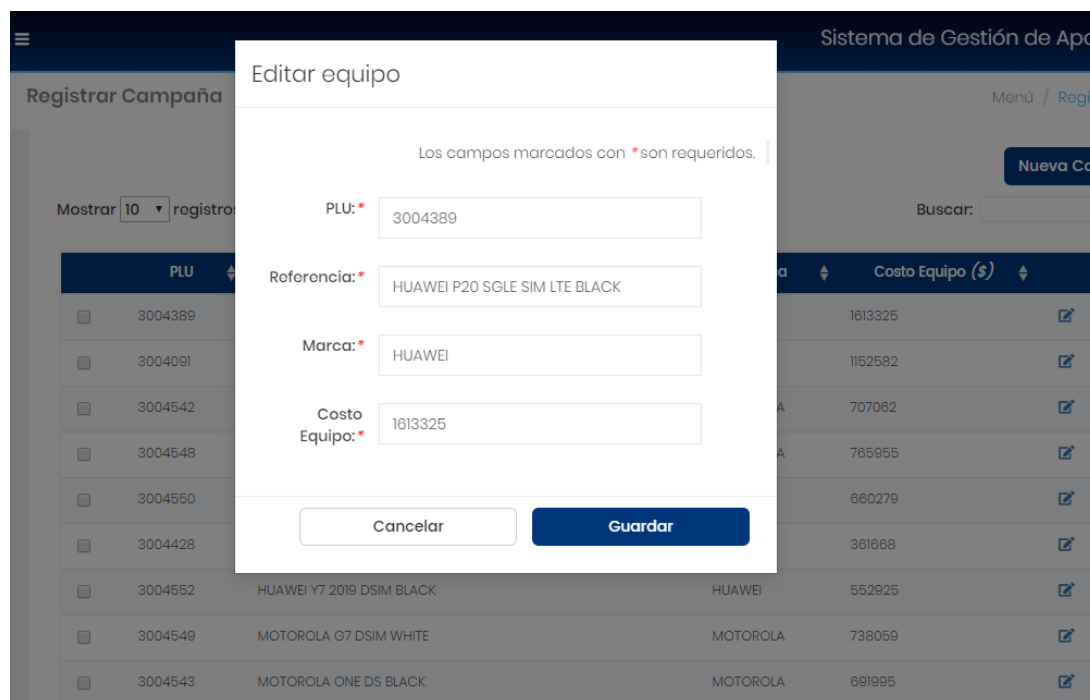 Sistema de Gestión de Apo
Editar equipo
Registrar Campaña
Menú / Regi
Los campos marcados con * son requeridos.
Nueva Co
Mostrar 10 registros
Buscar:
PLU:* 3004389
PLU
Costo Equipo ($)
Referencia:* HUAWEI P20 SGLE SIM LTE BLACK
3004389 1613325
Marca:* HUAWEI
3004091 1152582
Costo Equipo:* 1613325
3004542 707062
3004548 765955
3004550 660279
Cancelar Guardar
3004428 361668
3004552 HUAWEI Y7 2019 DSIM BLACK HUAWEI 552925
3004549 MOTOROLA G7 DSIM WHITE MOTOROLA 738059
3004543 MOTOROLA ONE DS BLACK MOTOROLA 691995